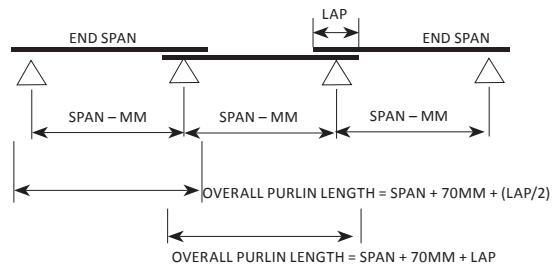 LAP
END SPAN
END SPAN
SPAN – MM
SPAN – MM
SPAN – MM
OVERALL PURLIN LENGTH = SPAN + 70MM + (LAP/2)
OVERALL PURLIN LENGTH = SPAN + 70MM + LAP